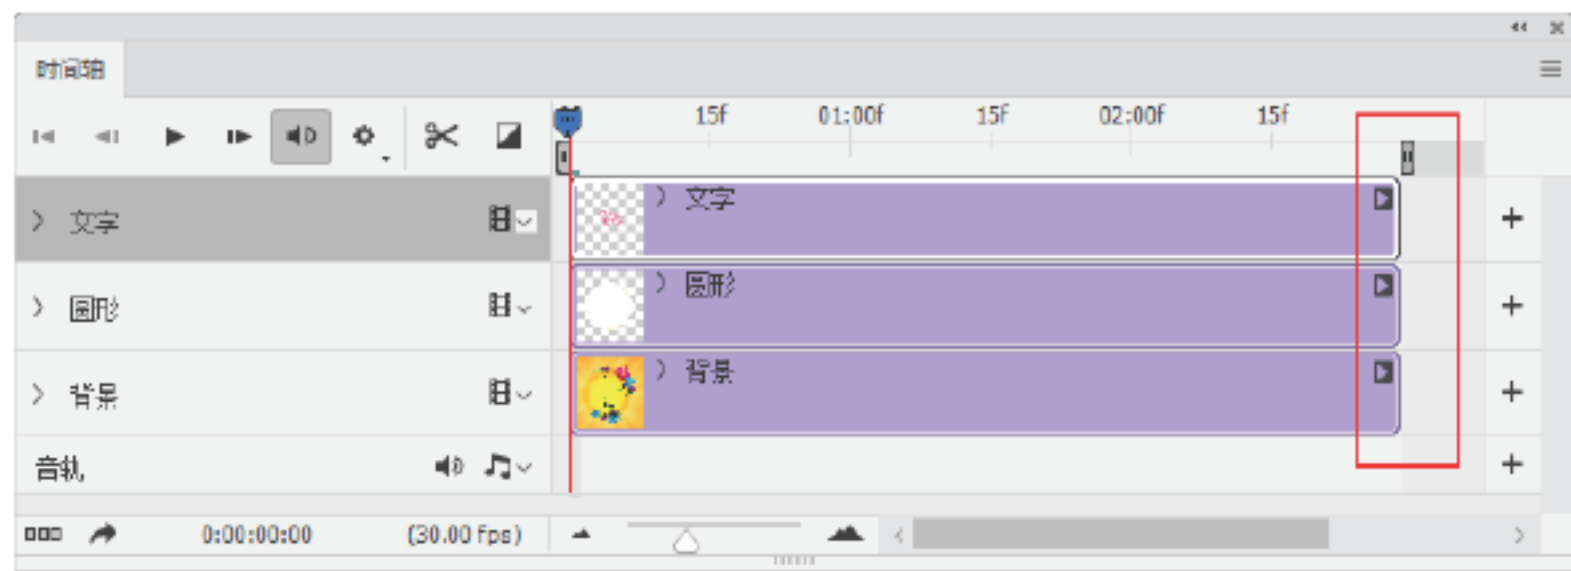 时间轴
15f 01:00f 15f 02:00f 15f
文字 文字
圆形 圆形
背景 背景
音轨
0:00:00:00 (30.00 fps)